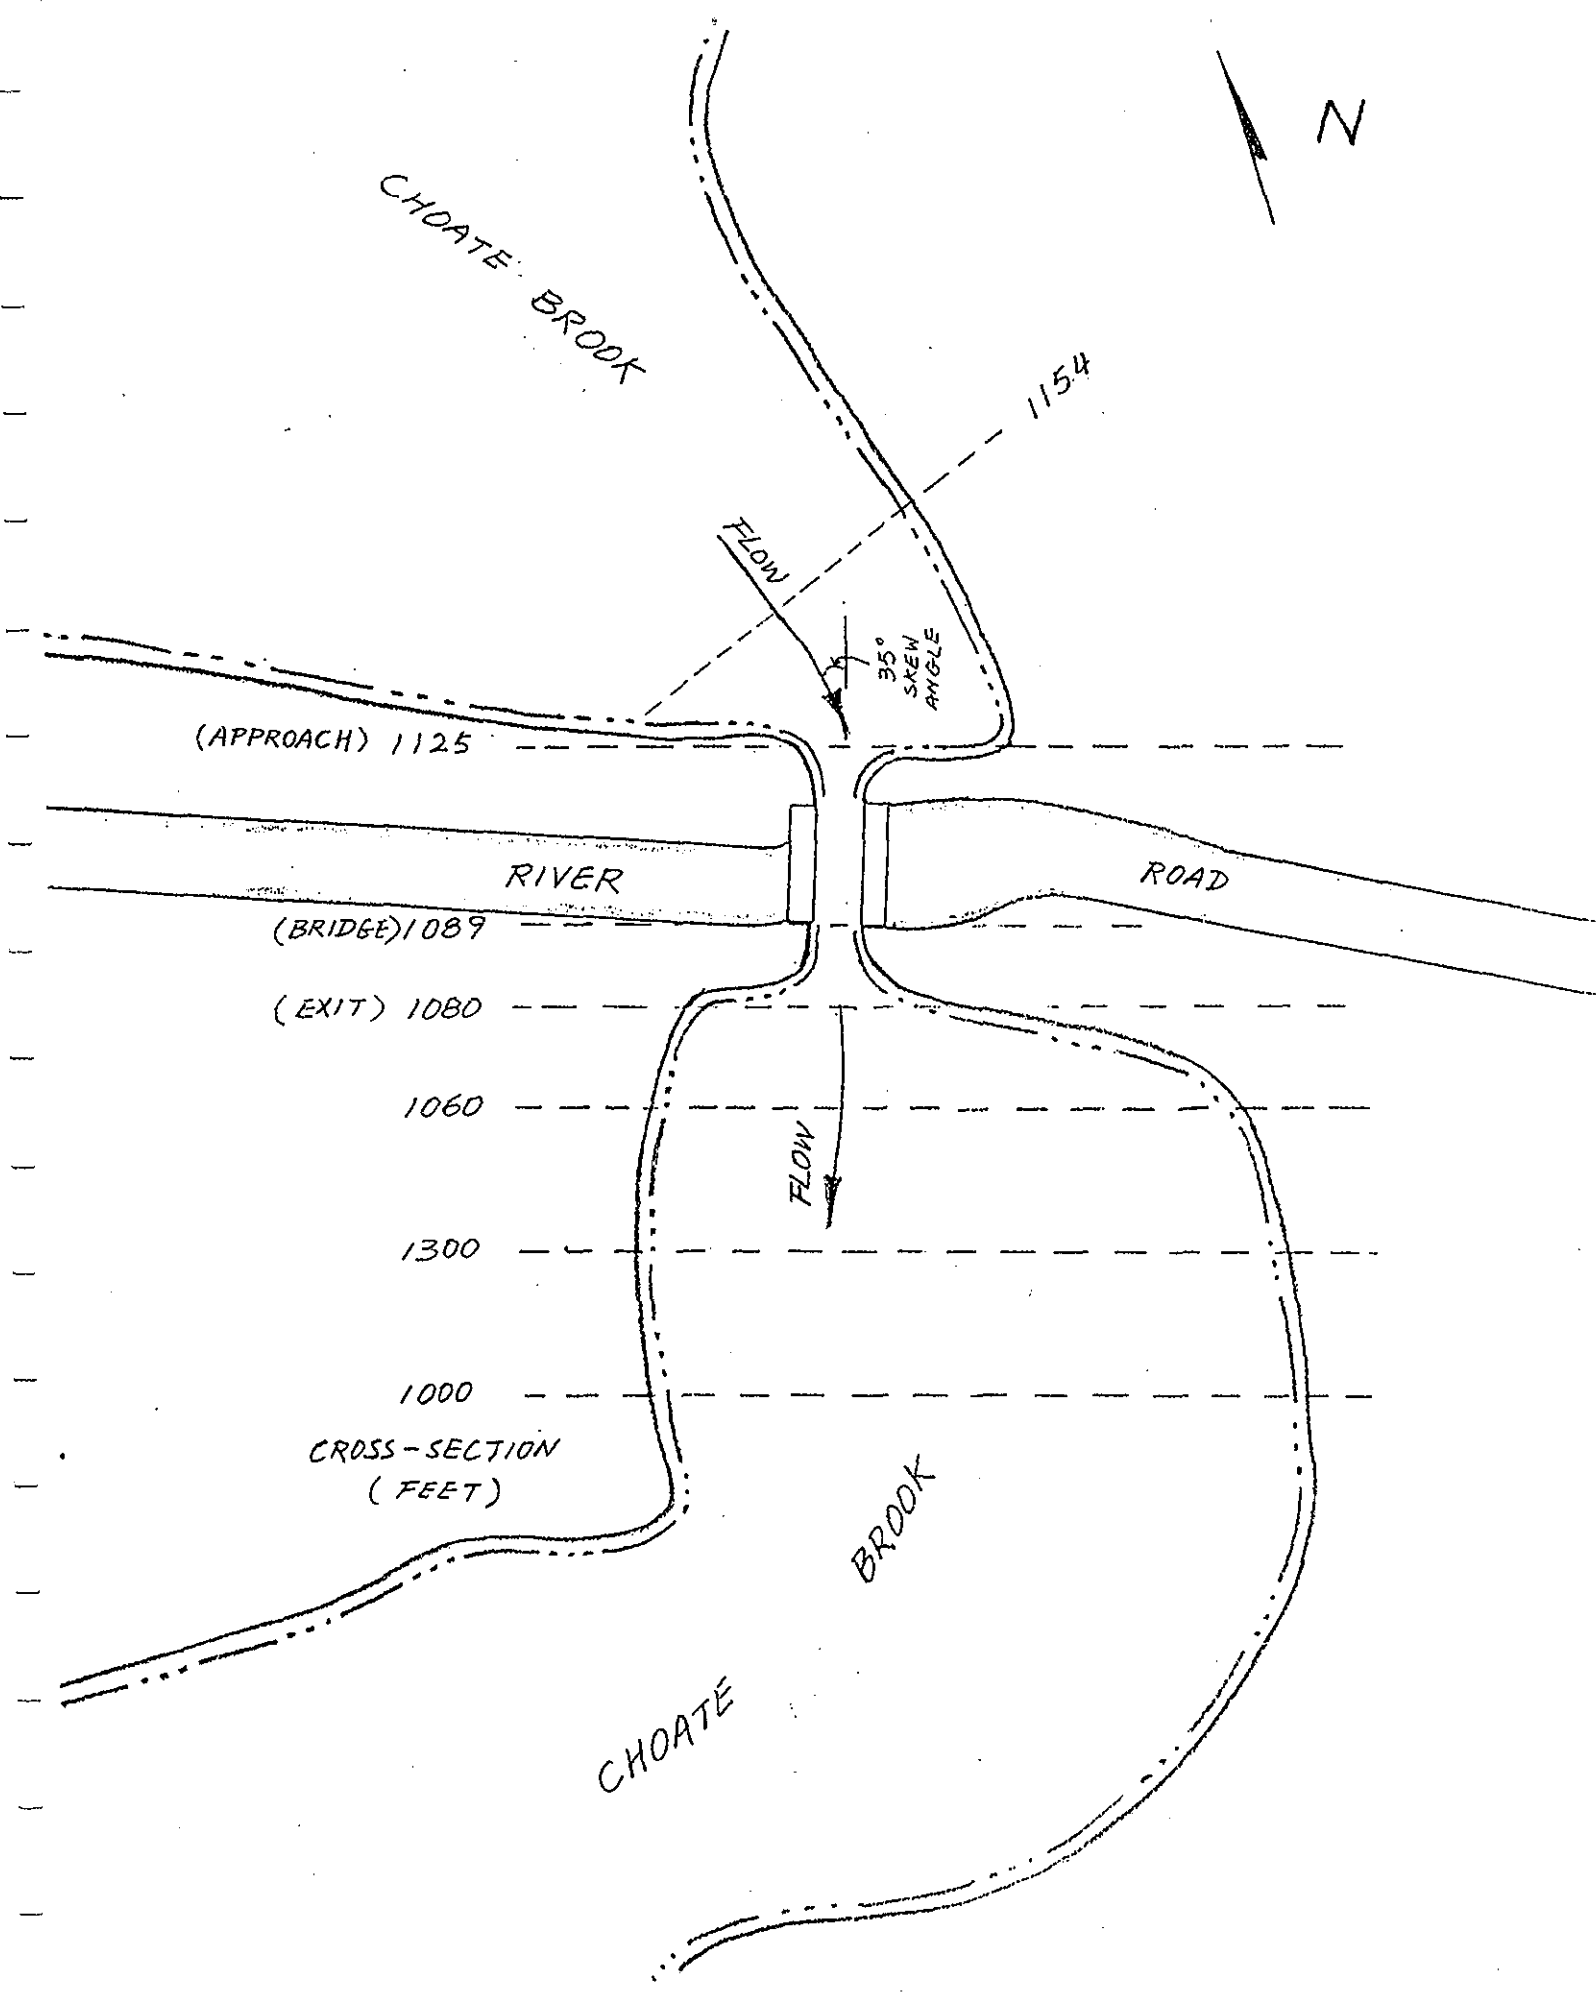 N
CHOATE BROOK
1154
FLOW
35°
SKEW
ANGLE
(APPROACH) 1125
RIVER
ROAD
(BRIDGE) 1089
(EXIT) 1080
1060
FLOW
1300
1000
CROSS-SECTION
(FEET)
BROOK
CHOATE